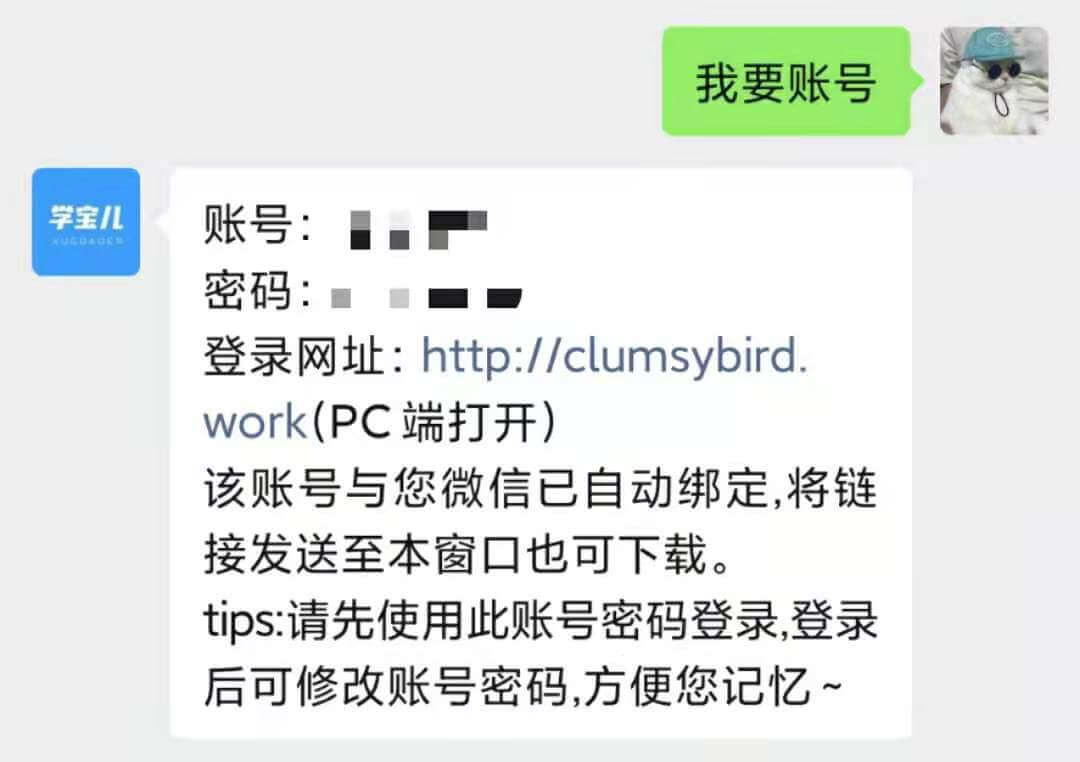 我要账号
学宝儿
XUEBAOER
账号:
密码:
登录网址: http://clumsybird.
work(PC 端打开)
该账号与您微信已自动绑定,将链
接发送至本窗口也可下载。
tips:请先使用此账号密码登录,登录
后可修改账号密码,方便您记忆~